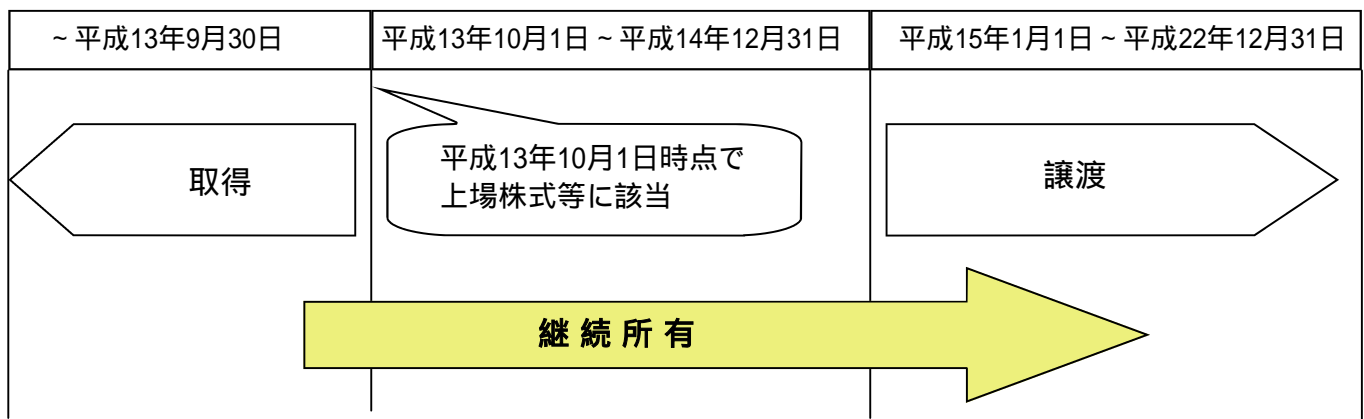 ~ 平成13年9月30日
平成13年10月1日 ~ 平成14年12月31日
平成15年1月1日 ~ 平成22年12月31日
取得
平成13年10月1日時点で
上場株式等に該当
譲渡
継 続 所 有